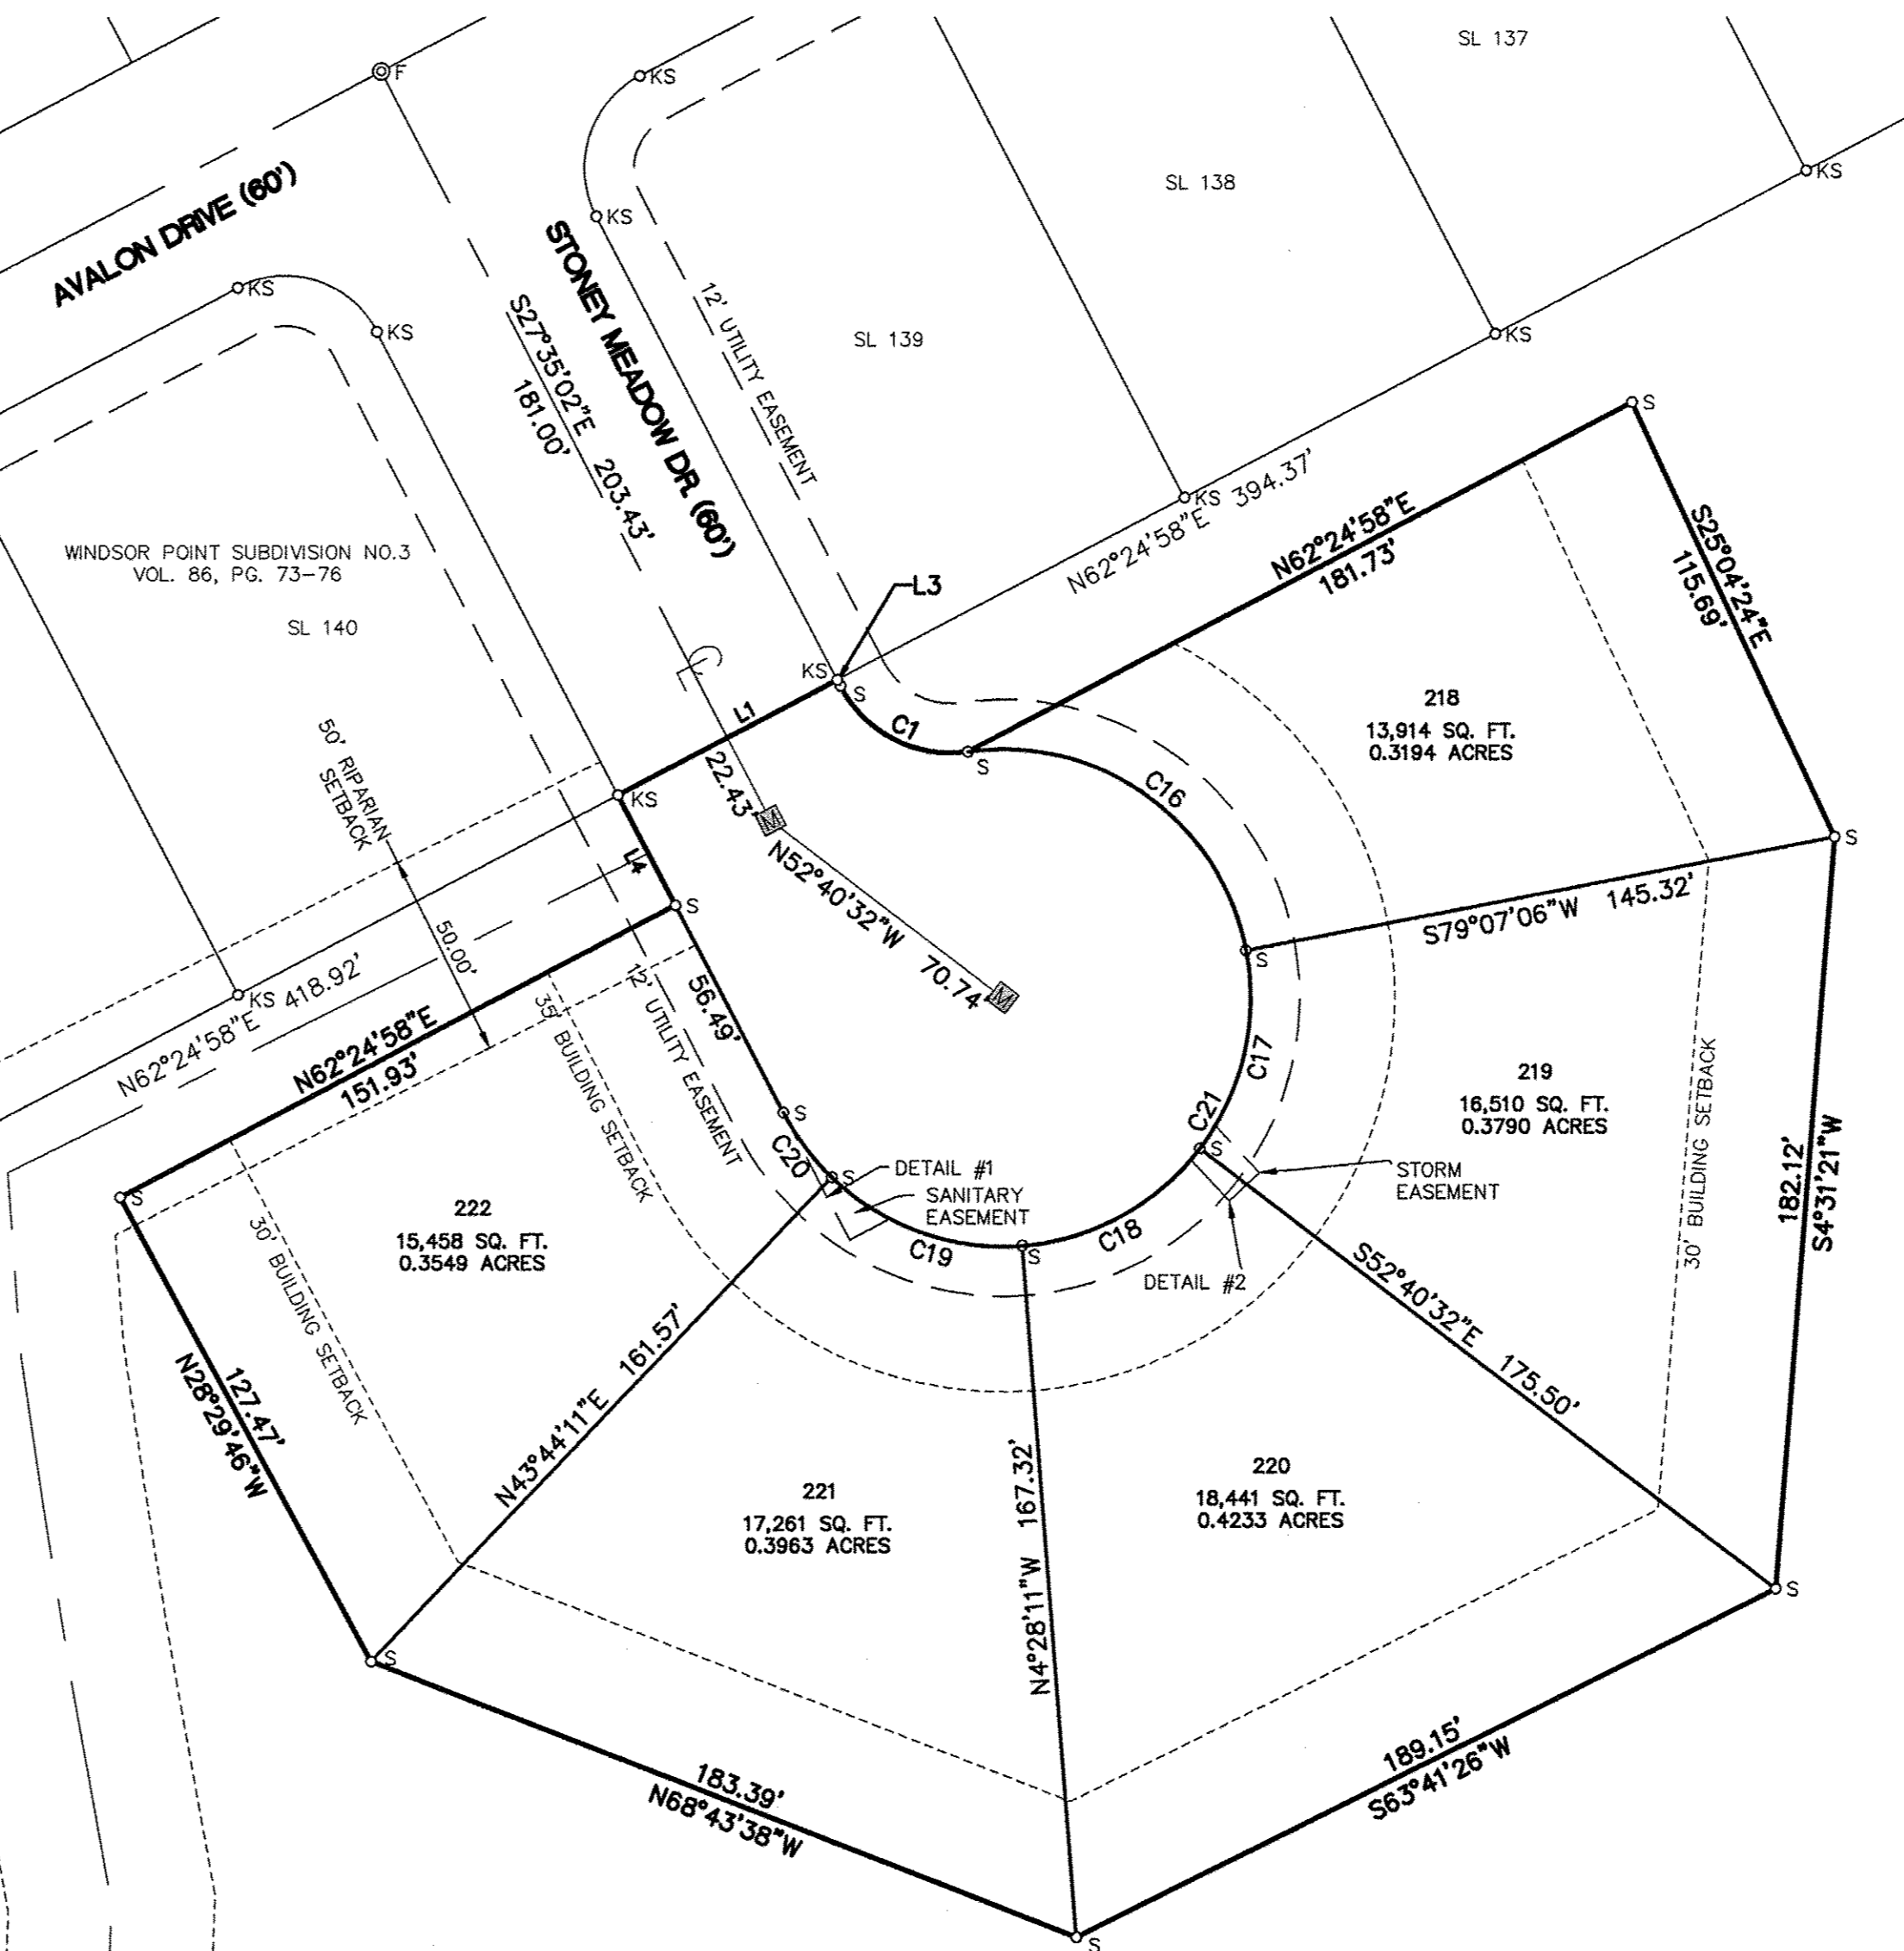 SL 137
F
KS
KS
SL 138
AVALON DRIVE (60')
KS
KS
STONEY MEADOW DR. (60')
12' UTILITY EASEMENT
SL 139
KS
KS
S27°35'02"E 203.43'
181.00'
KS
S
KS 394.37'
N62°24'58"E
N62°24'58"E
181.73'
S25°04'24"E
115.69'
WINDSOR POINT SUBDIVISION NO.3
VOL. 86, PG. 73-76
SL 140
L3
KS
S
L1
C1
S
C16
218
13,914 SQ. FT.
0.3194 ACRES
50' RIPARIAN
SETBACK
KS
22.43'
M
L4
N52°40'32"W 70.74'
M
S
S
50.00'
S79°07'06"W 145.32'
S
KS 418.92'
N62°24'58"E
N62°24'58"E
151.93'
35' BUILDING SETBACK
12' UTILITY EASEMENT
56.49'
C17
219
16,510 SQ. FT.
0.3790 ACRES
30' BUILDING SETBACK
182.12'
S4°31'21"W
S
C20
C21
S
S
DETAIL #1
SANITARY
EASEMENT
STORM
EASEMENT
S
222
15,458 SQ. FT.
0.3549 ACRES
30' BUILDING SETBACK
C19
S
C18
DETAIL #2
S52°40'32"E 175.50'
127.47'
N28°29'46"W
N43°44'11"E 161.57'
N4°28'11"W 167.32'
220
18,441 SQ. FT.
0.4233 ACRES
221
17,261 SQ. FT.
0.3963 ACRES
S
S
183.39'
N68°43'38"W
189.15'
S63°41'26"W
S